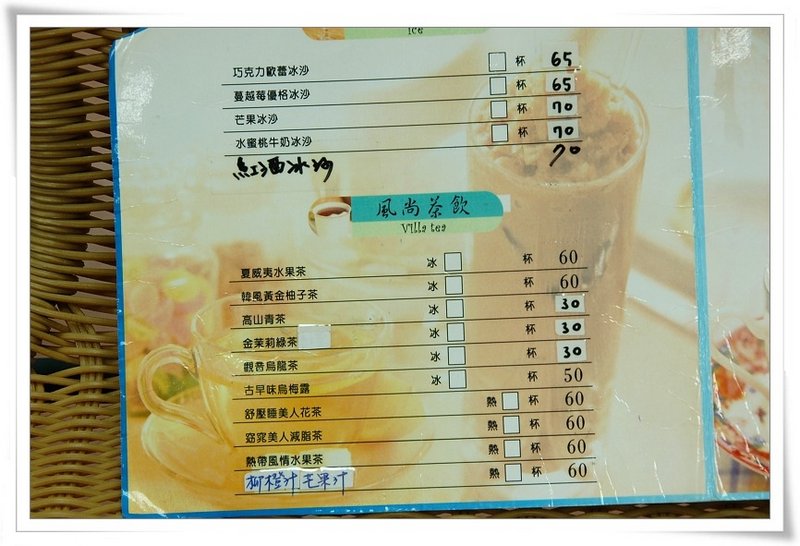 Ice
巧克力歐蕾冰沙 杯 65
蔓越莓優格冰沙 杯 65
芒果冰沙 杯 70
水蜜桃牛奶冰沙 杯 70
紅酒冰沙 70
風尚茶飲
Villa tea
夏威夷水果茶 冰 杯 60
韓風黃金柚子茶 冰 杯 60
高山青茶 冰 杯 30
金茉莉綠茶 冰 杯 30
觀音烏龍茶 冰 杯 30
古早味烏梅露 冰 杯 50
舒壓睡美人花茶 熱 杯 60
窈窕美人減脂茶 熱 杯 60
熱帶風情水果茶 熱 杯 60
柳橙汁 芒果汁 熱 杯 60